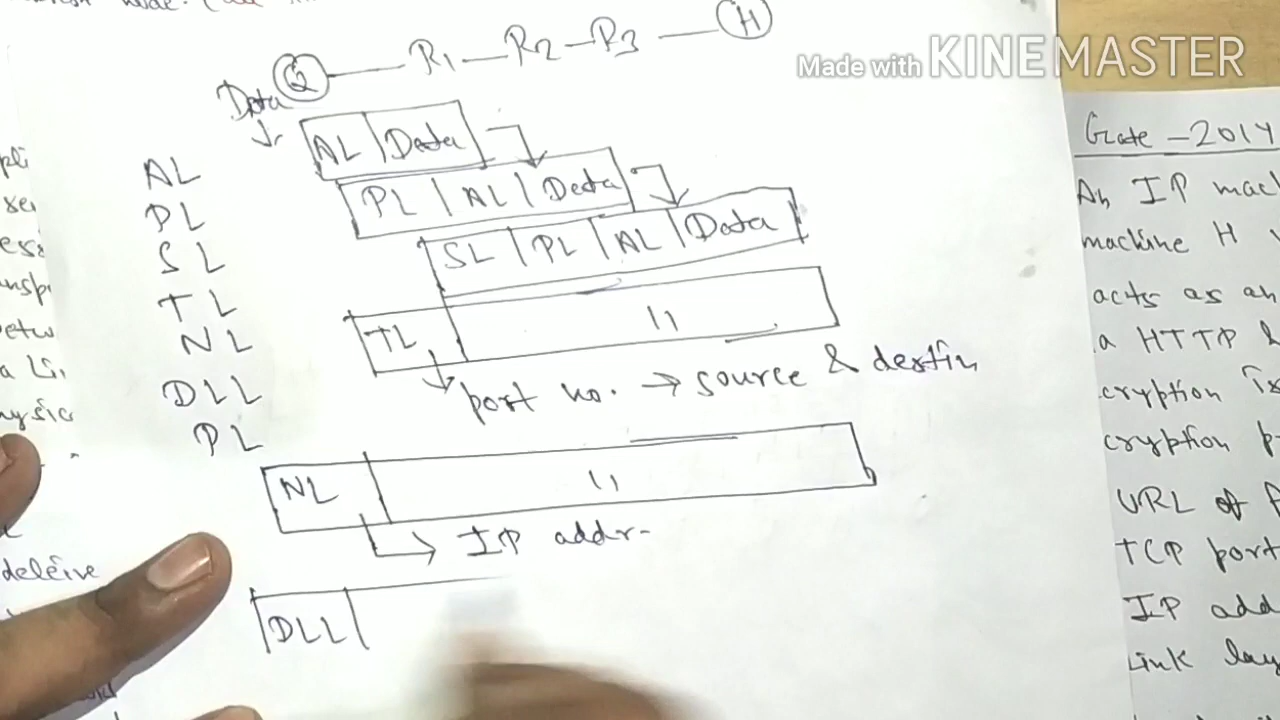 Made with KINEMASTER
Q — R1 — R2 — R3 — H
Data
AL | Data
PL | AL | Data
SL | PL | AL | Data
TL | ''
port no. → source & destin
NL | ''
IP addr-
DLL
AL
PL
SL
TL
NL
DLL
PL
Gate - 2014
An IP mac
machine H
acts as an
a HTTP
cryption is
cryption p
URL of
TCP port
IP add
Link lay